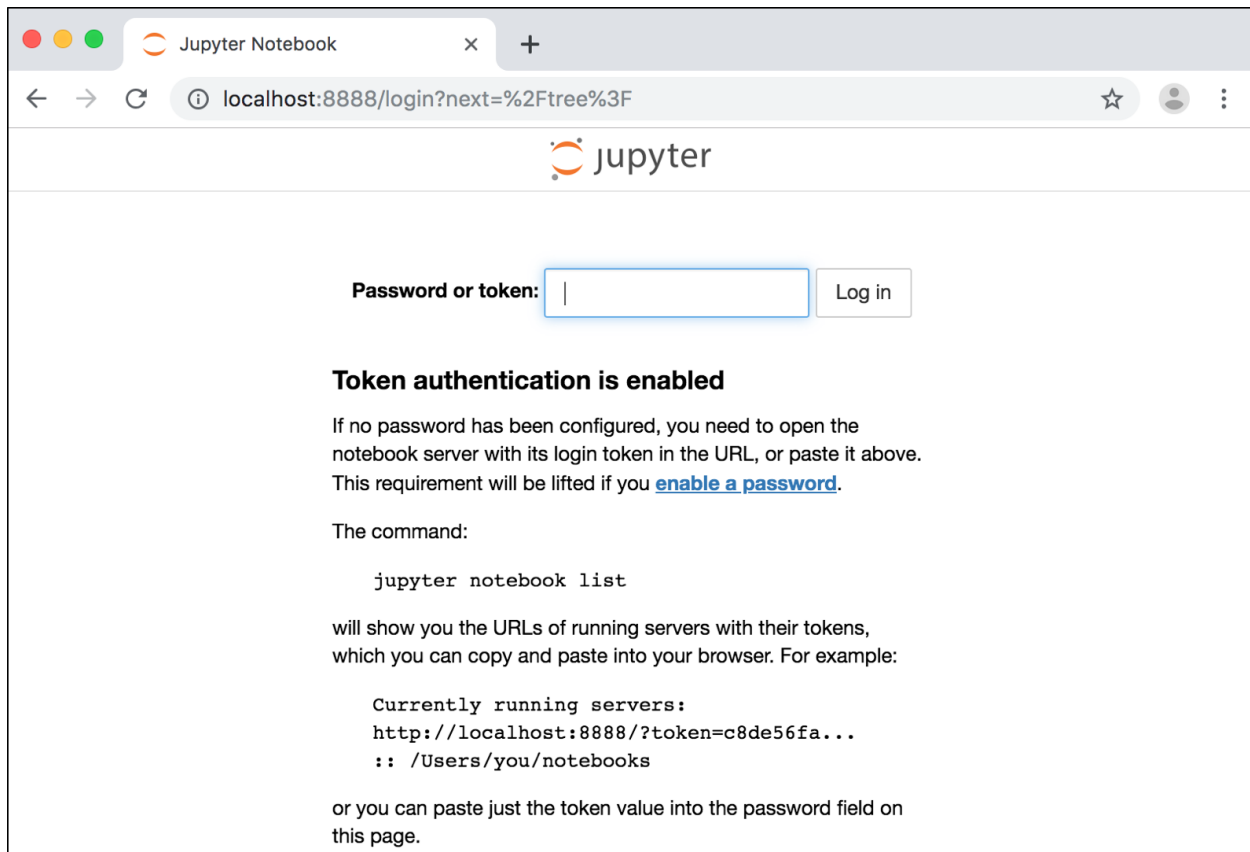 Jupyter Notebook
localhost:8888/login?next=%2Ftree%3F
jupyter
Password or token:
Log in
Token authentication is enabled
If no password has been configured, you need to open the
notebook server with its login token in the URL, or paste it above.
This requirement will be lifted if you enable a password.
The command:
jupyter notebook list
will show you the URLs of running servers with their tokens,
which you can copy and paste into your browser. For example:
Currently running servers:
http://localhost:8888/?token=c8de56fa...
:: /Users/you/notebooks
or you can paste just the token value into the password field on
this page.